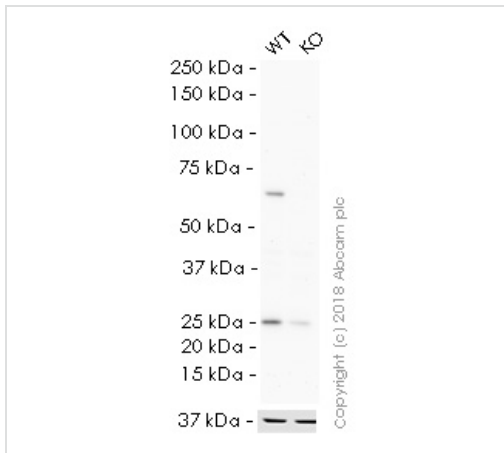 WT KO
250 kDa -
150 kDa -
100 kDa -
75 kDa -
50 kDa -
37 kDa -
25 kDa -
20 kDa -
15 kDa -
37 kDa -
Copyright (c) 2018 Abcam plc